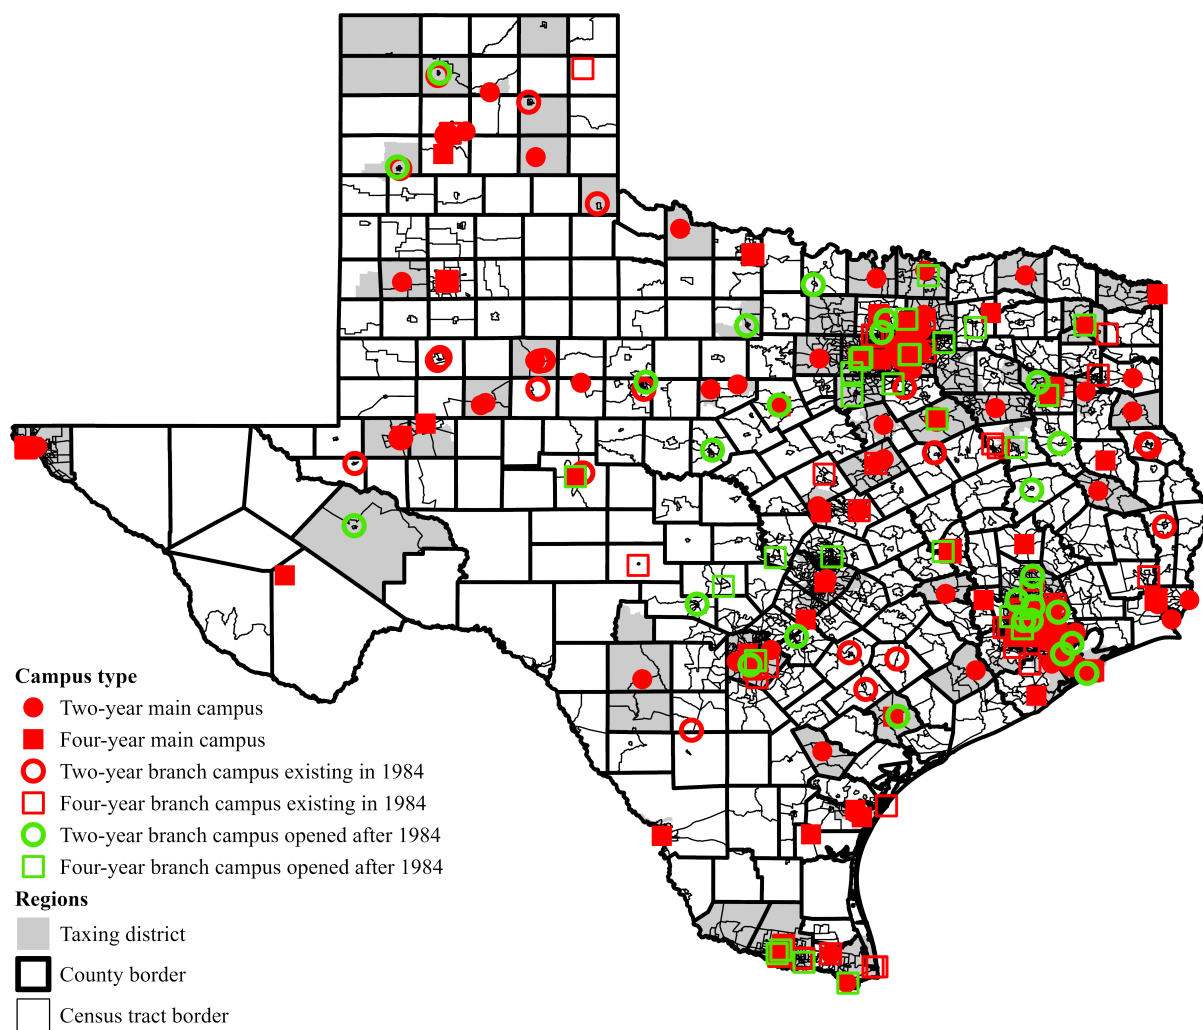 Campus type
Two-year main campus
Four-year main campus
Two-year branch campus existing in 1984
Four-year branch campus existing in 1984
Two-year branch campus opened after 1984
Four-year branch campus opened after 1984
Regions
Taxing district
County border
Census tract border